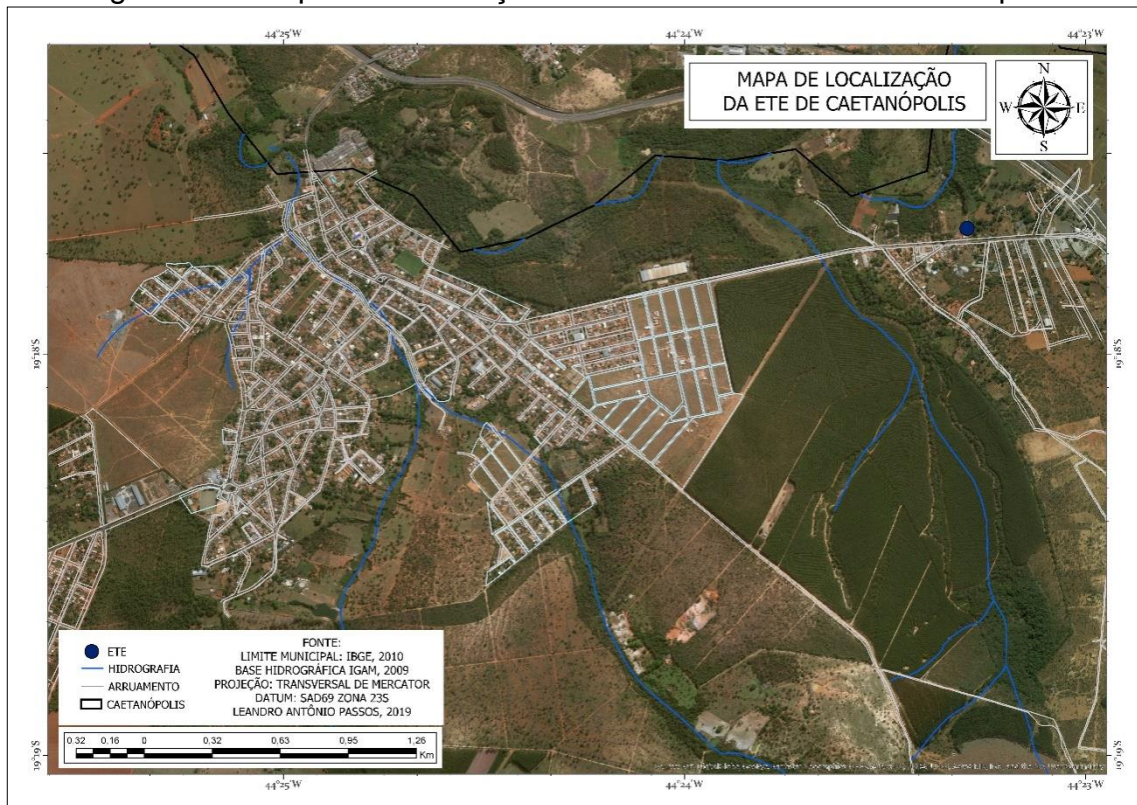 44°25'W
44°24'W
44°23'W
MAPA DE LOCALIZAÇÃO
DA ETE DE CAETANÓPOLIS
N
W
E
S
19°18'S
19°18'S
ETE
HIDROGRAFIA
ARRUAMENTO
CAETANÓPOLIS
FONTE:
LIMITE MUNICIPAL: IBGE, 2010
BASE HIDROGRÁFICA IGAM, 2009
PROJEÇÃO: TRANSVERSAL DE MERCATOR
DATUM: SAD69 ZONA 23S
LEANDRO ANTÔNIO PASSOS, 2019
0.32 0,16 0 0,32 0,63 0,95 1,26
Km
19°19'S
19°19'S
44°25'W
44°24'W
44°23'W